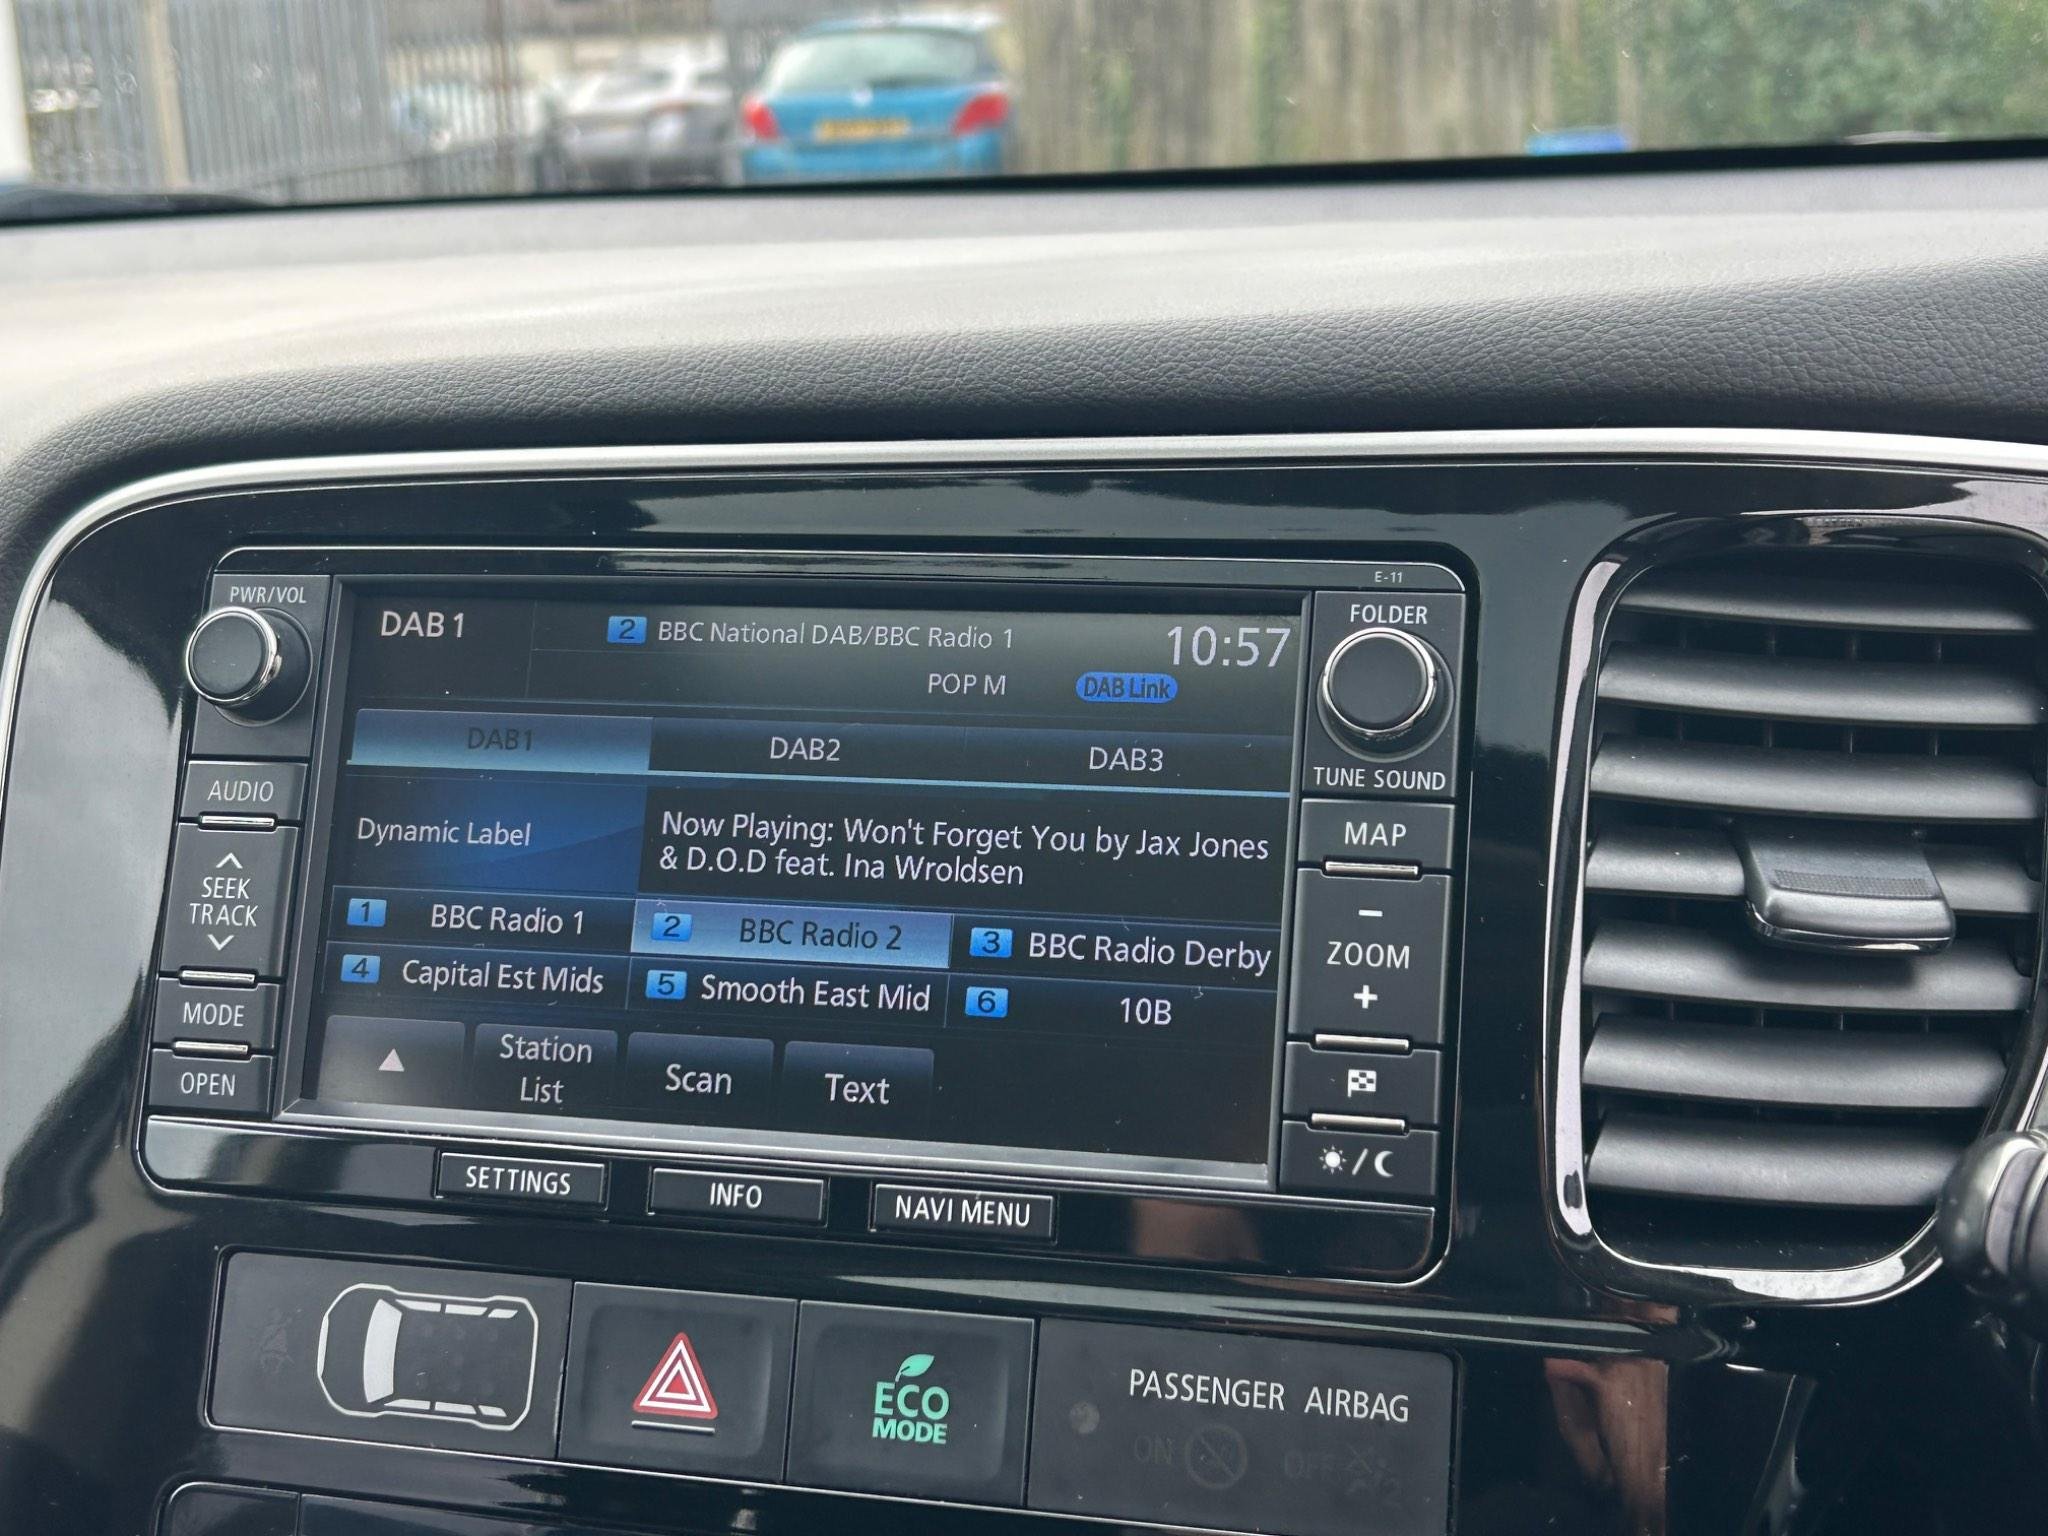 E-11
PWR/VOL
FOLDER
TUNE SOUND
AUDIO
SEEK
TRACK
MODE
OPEN
DAB 1
2 BBC National DAB/BBC Radio 1
10:57
POP M
DAB Link
DAB1
DAB2
DAB3
Dynamic Label
Now Playing: Won't Forget You by Jax Jones
& D.O.D feat. Ina Wroldsen
1 BBC Radio 1
2 BBC Radio 2
3 BBC Radio Derby
4 Capital Est Mids
5 Smooth East Mid
6 10B
Station
List
Scan
Text
MAP
−
ZOOM
+
SETTINGS
INFO
NAVI MENU
ECO
MODE
PASSENGER AIRBAG
ON
OFF